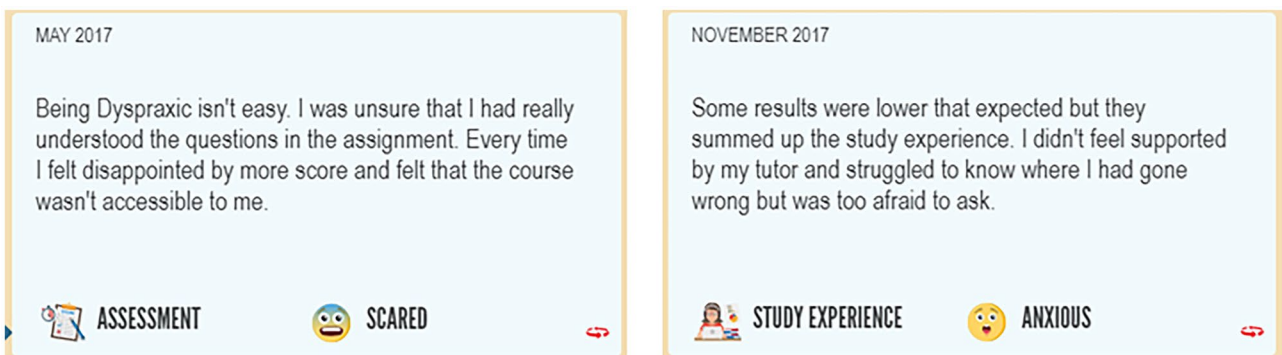 MAY 2017
Being Dyspraxic isn't easy. I was unsure that I had really
understood the questions in the assignment. Every time
I felt disappointed by more score and felt that the course
wasn't accessible to me.
ASSESSMENT
SCARED
NOVEMBER 2017
Some results were lower that expected but they
summed up the study experience. I didn't feel supported
by my tutor and struggled to know where I had gone
wrong but was too afraid to ask.
STUDY EXPERIENCE
ANXIOUS